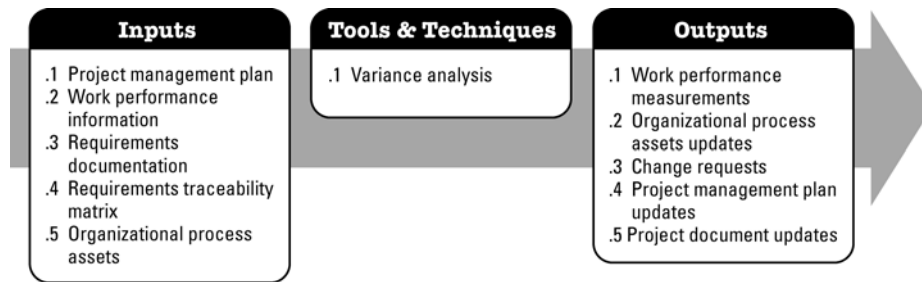 Inputs
.1 Project management plan
.2 Work performance
information
.3 Requirements
documentation
.4 Requirements traceability
matrix
.5 Organizational process
assets
Tools & Techniques
.1 Variance analysis
Outputs
.1 Work performance
measurements
.2 Organizational process
assets updates
.3 Change requests
.4 Project management plan
updates
.5 Project document updates